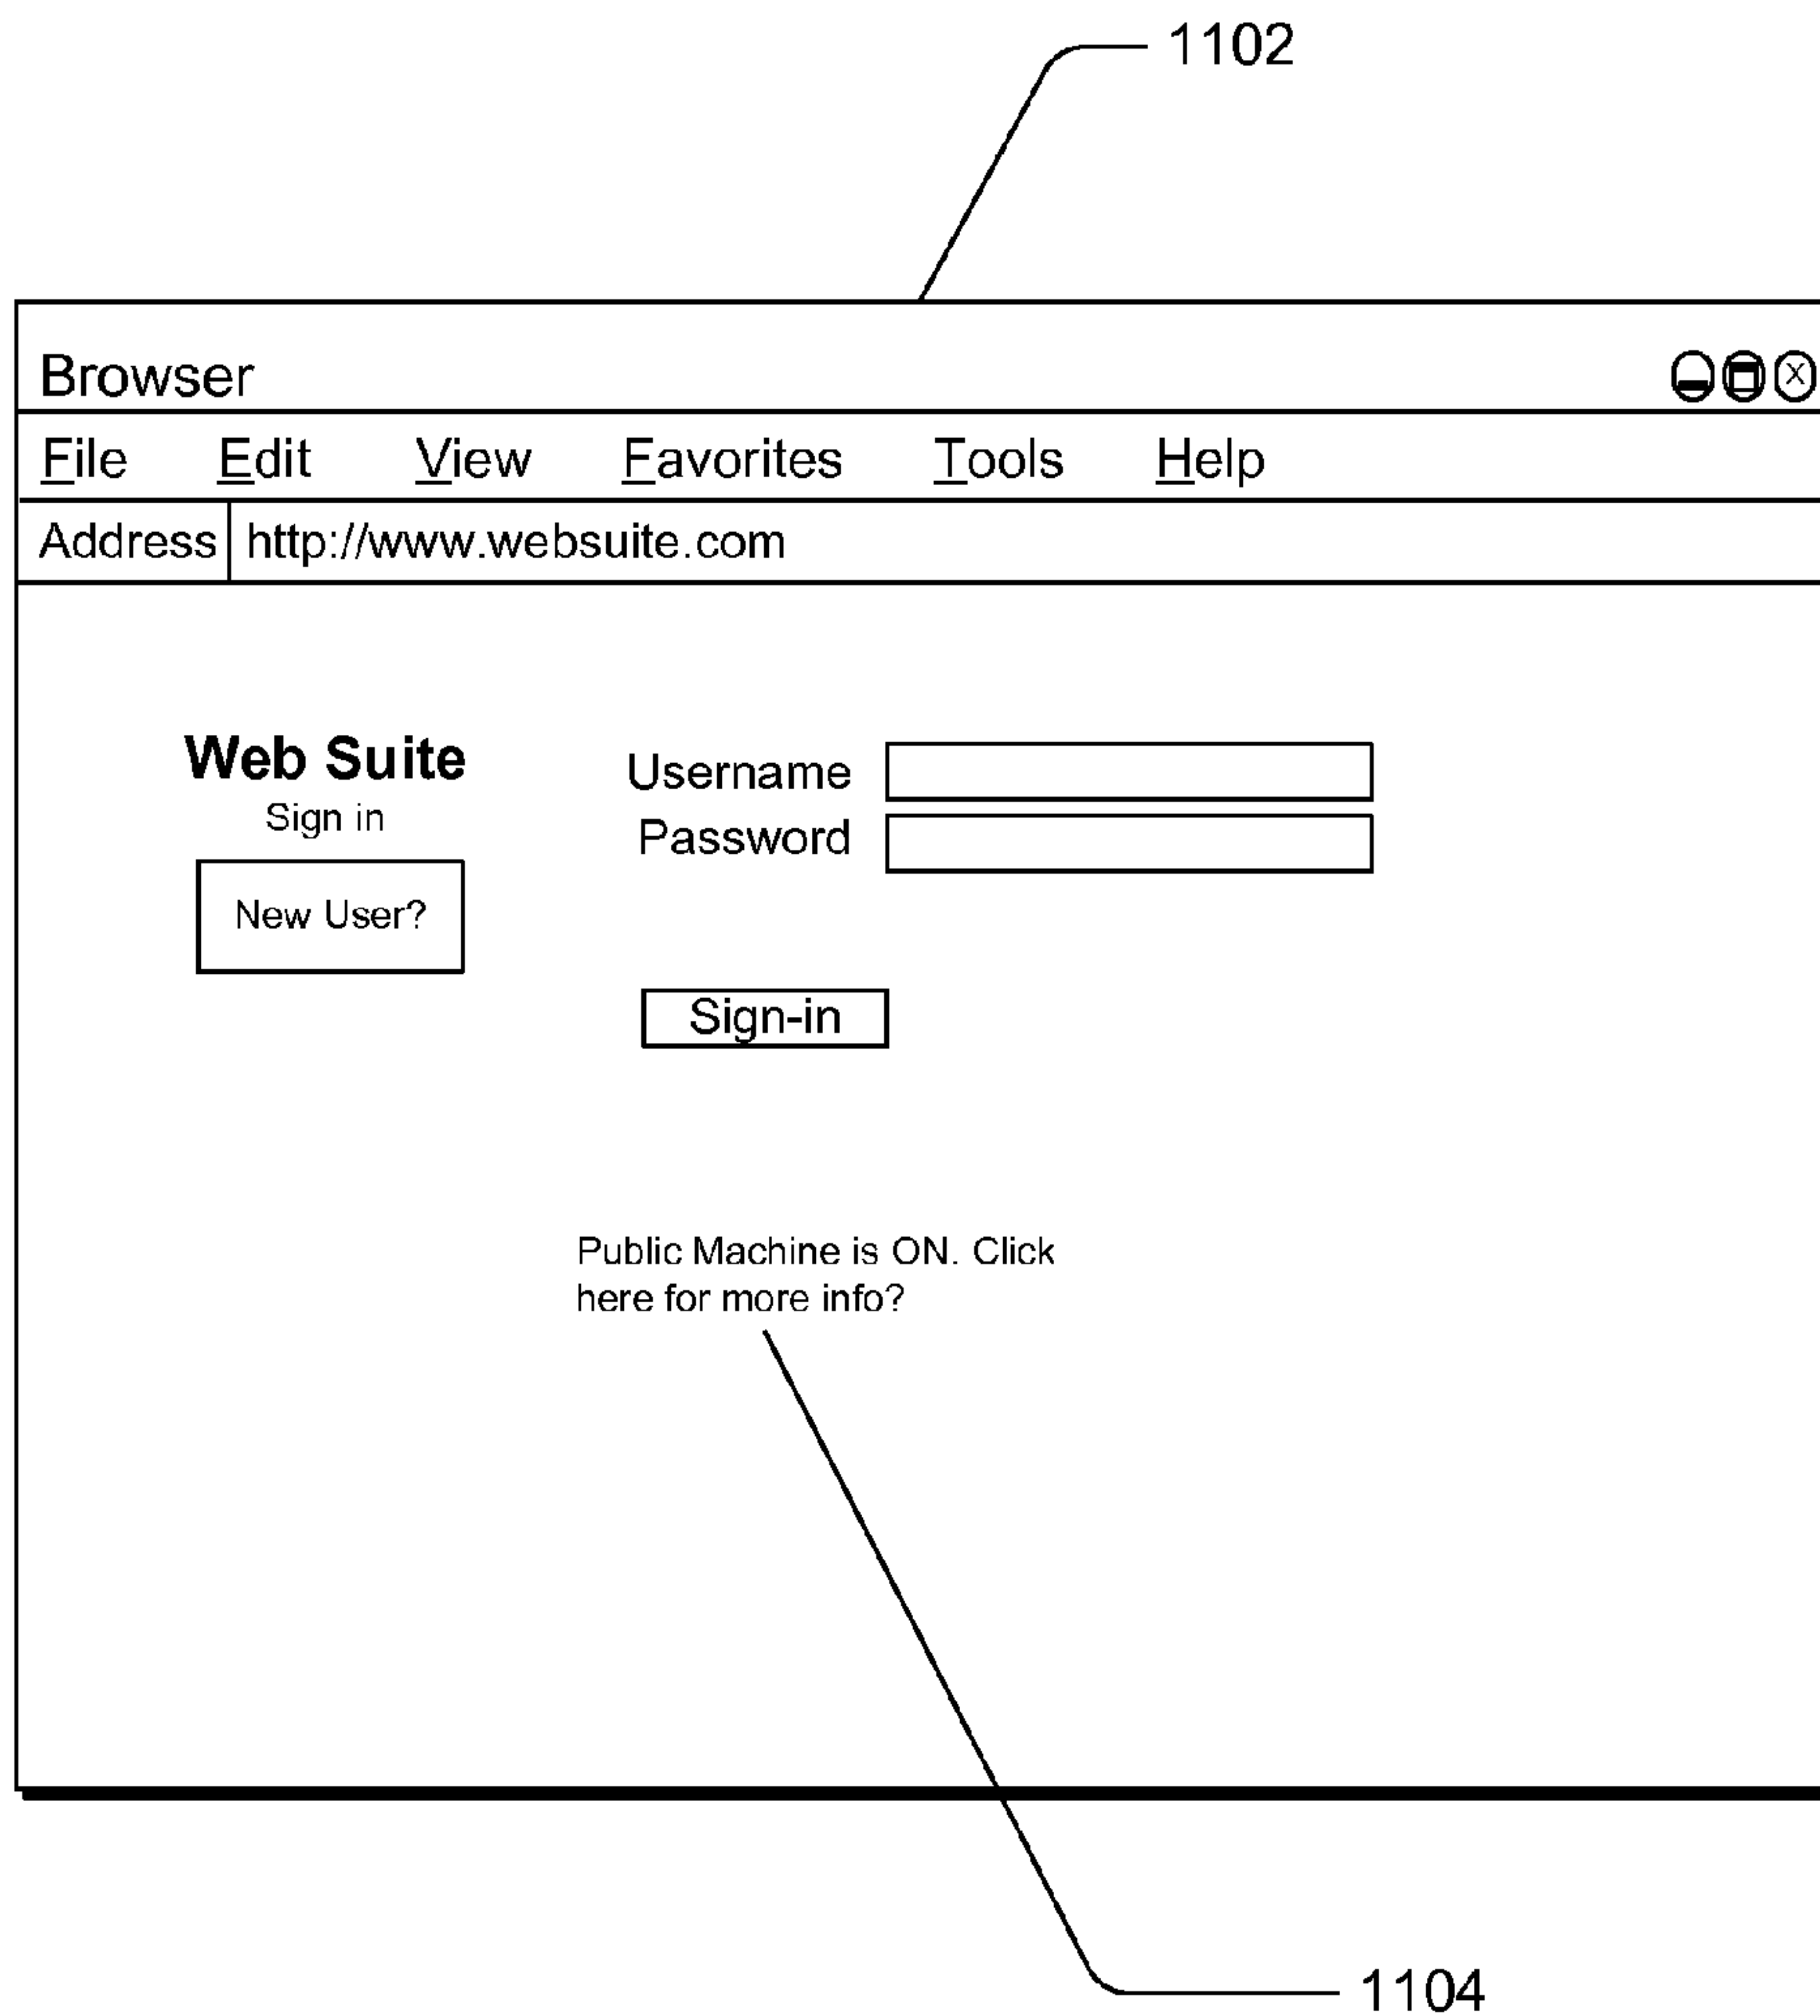 1102
Browser
File Edit View Favorites Tools Help
Address http://www.websuite.com
Web Suite
Sign in
New User?
Username
Password
Sign-in
Public Machine is ON. Click
here for more info?
1104